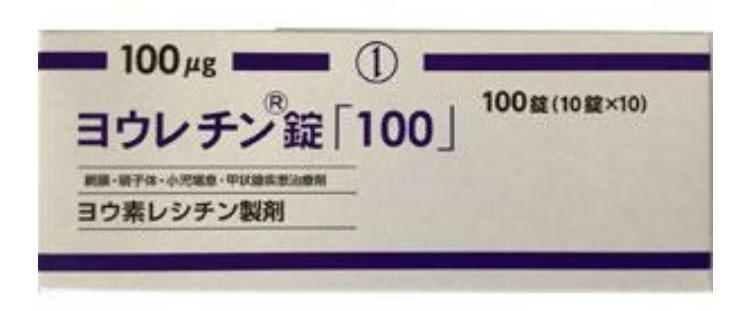 100μg ①
ヨウレチン®錠「100」 100錠(10錠×10)
網膜・硝子体・小児喘息・甲状腺疾患治療剤
ヨウ素レシチン製剤